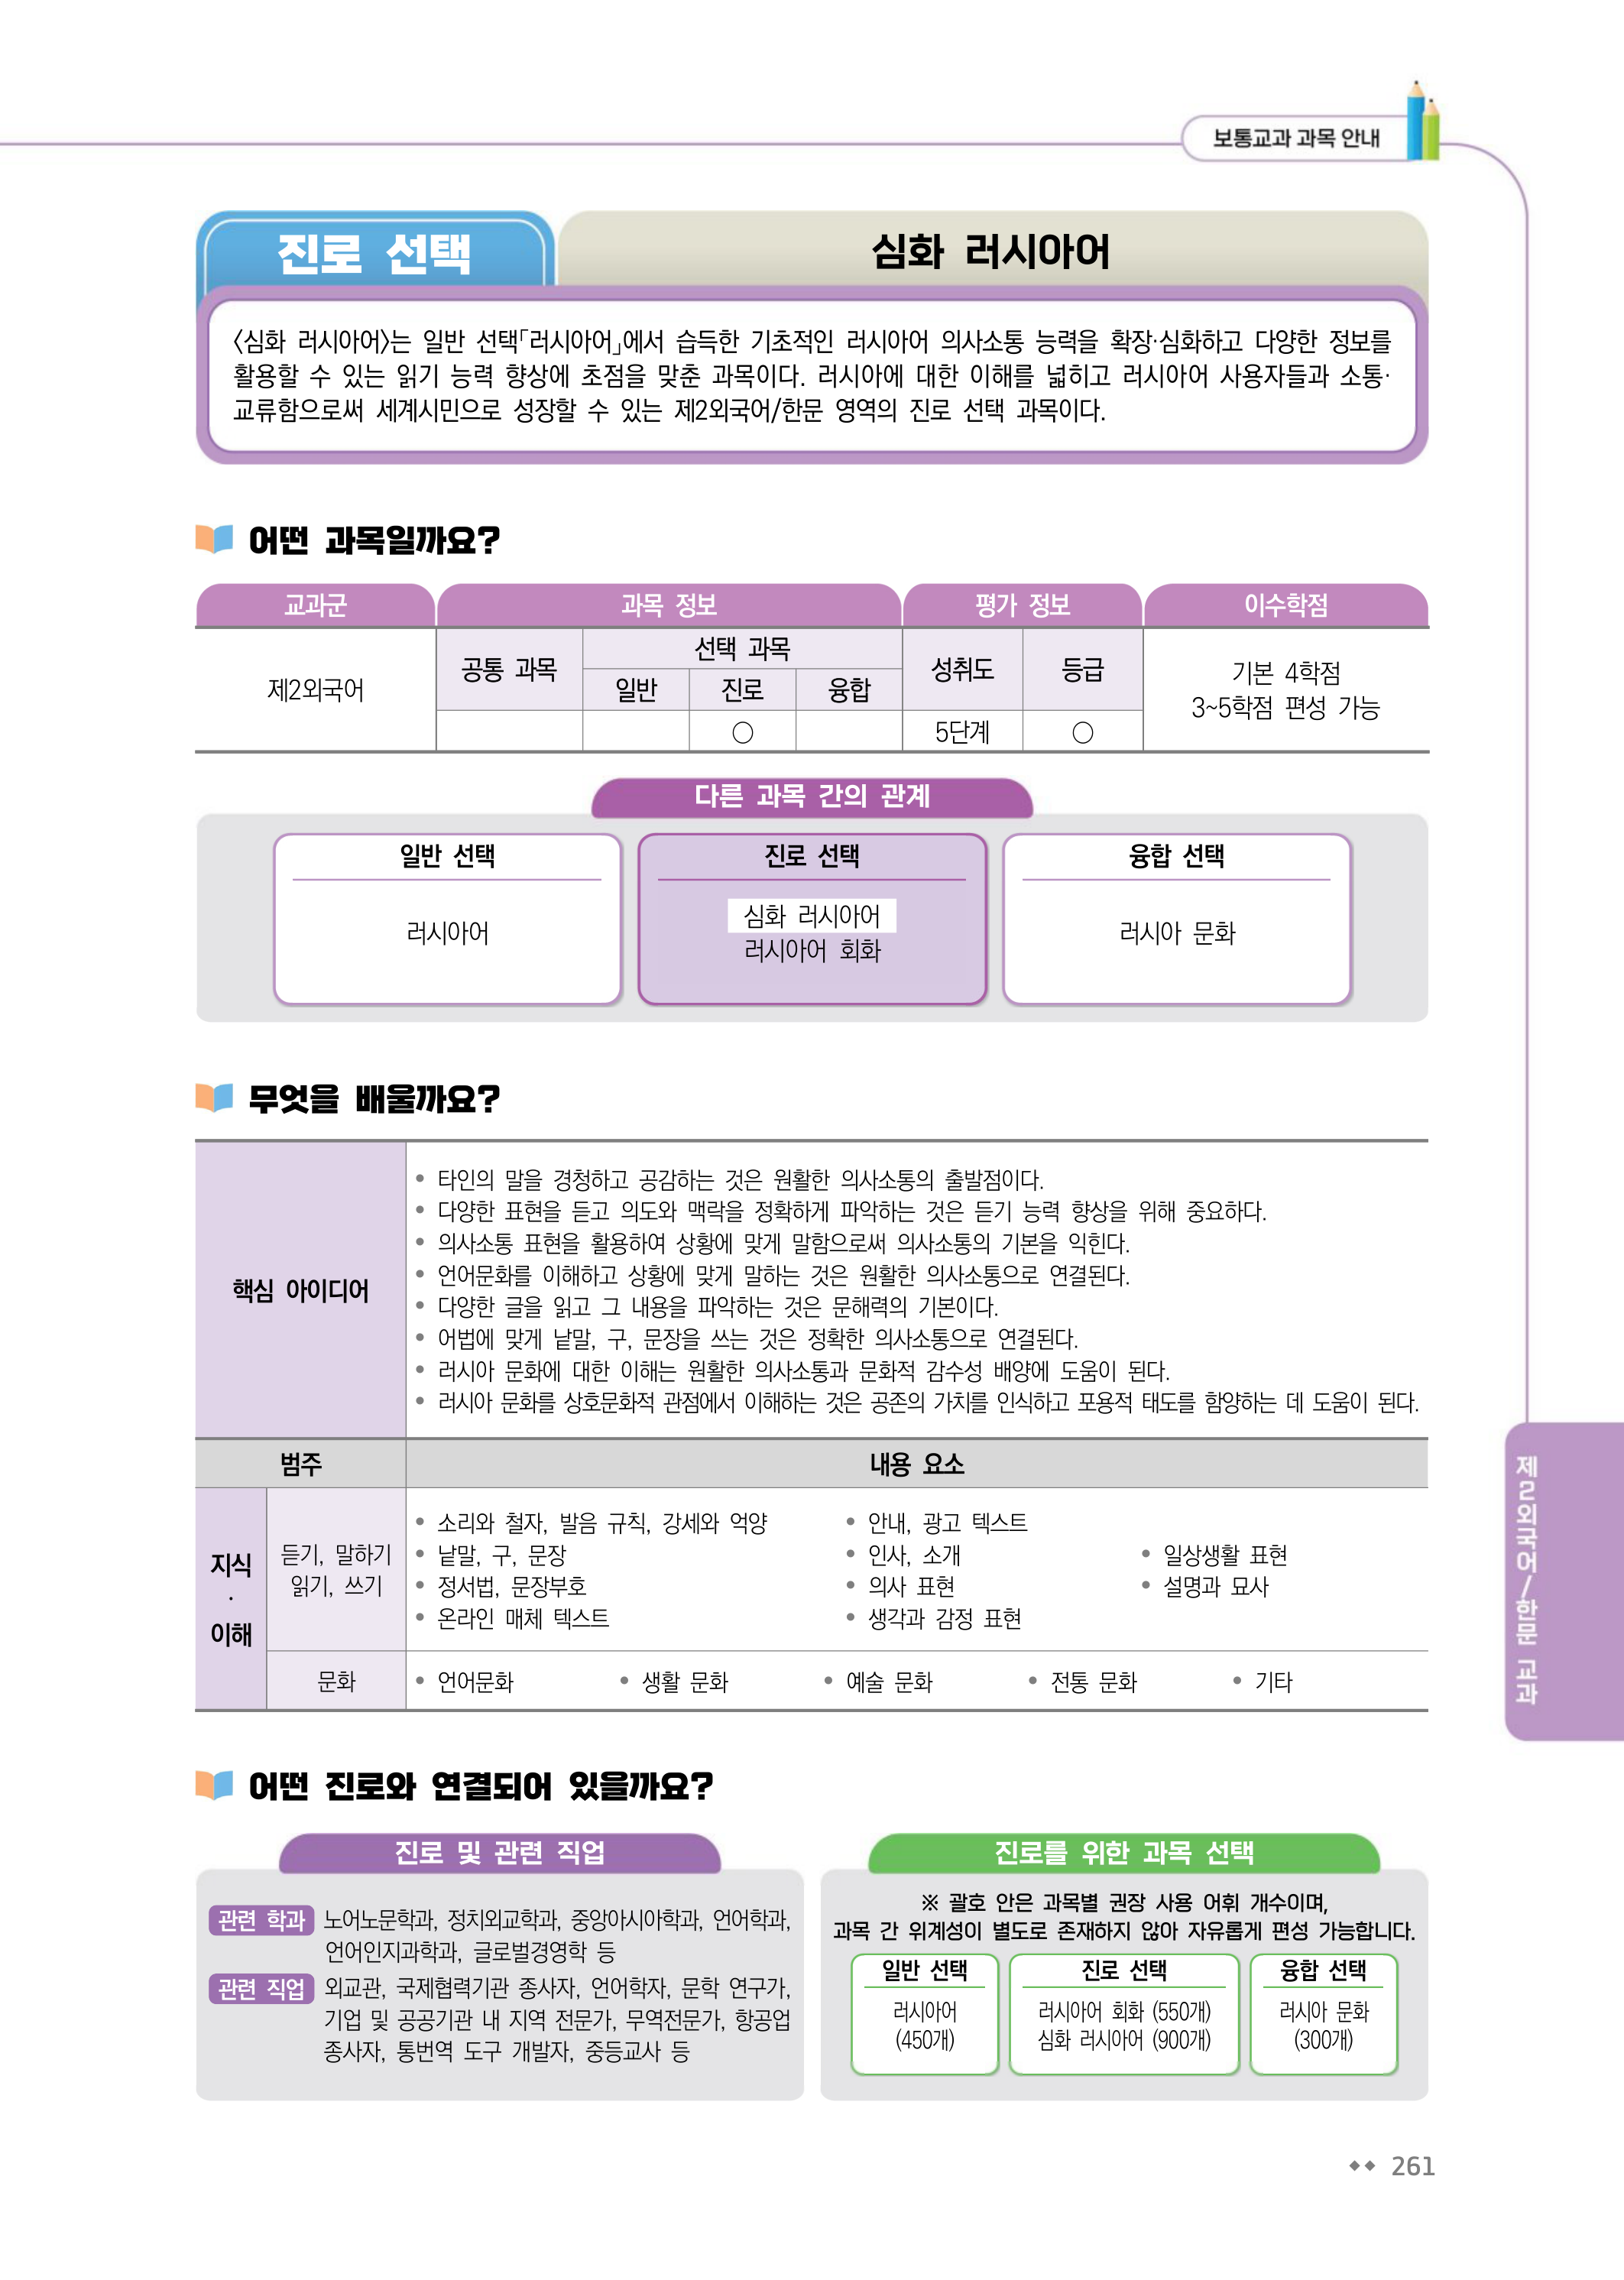 보통교과 과목 안내
진로 선택
심화 러시아어
〈심화 러시아어〉는 일반 선택「러시아어」에서 습득한 기초적인 러시아어 의사소통 능력을 확장·심화하고 다양한 정보를
활용할 수 있는 읽기 능력 향상에 초점을 맞춘 과목이다. 러시아에 대한 이해를 넓히고 러시아어 사용자들과 소통·
교류함으로써 세계시민으로 성장할 수 있는 제2외국어/한문 영역의 진로 선택 과목이다.
어떤 과목일까요?
교과군 과목 정보 평가 정보 이수학점
제2외국어 공통 과목 선택 과목 성취도 등급 기본 4학점
3~5학점 편성 가능
일반 진로 융합
○ 5단계 ○
다른 과목 간의 관계
일반 선택 진로 선택 융합 선택
러시아어 심화 러시아어 러시아 문화
러시아어 회화
무엇을 배울까요?
핵심 아이디어
• 타인의 말을 경청하고 공감하는 것은 원활한 의사소통의 출발점이다.
• 다양한 표현을 듣고 의도와 맥락을 정확하게 파악하는 것은 듣기 능력 향상을 위해 중요하다.
• 의사소통 표현을 활용하여 상황에 맞게 말함으로써 의사소통의 기본을 익힌다.
• 언어문화를 이해하고 상황에 맞게 말하는 것은 원활한 의사소통으로 연결된다.
• 다양한 글을 읽고 그 내용을 파악하는 것은 문해력의 기본이다.
• 어법에 맞게 낱말, 구, 문장을 쓰는 것은 정확한 의사소통으로 연결된다.
• 러시아 문화에 대한 이해는 원활한 의사소통과 문화적 감수성 배양에 도움이 된다.
• 러시아 문화를 상호문화적 관점에서 이해하는 것은 공존의 가치를 인식하고 포용적 태도를 함양하는 데 도움이 된다.
범주 내용 요소
지식
·
이해
듣기, 말하기
읽기, 쓰기
• 소리와 철자, 발음 규칙, 강세와 억양
• 낱말, 구, 문장
• 정서법, 문장부호
• 온라인 매체 텍스트
• 안내, 광고 텍스트
• 인사, 소개
• 의사 표현
• 생각과 감정 표현
• 일상생활 표현
• 설명과 묘사
문화 • 언어문화 • 생활 문화 • 예술 문화 • 전통 문화 • 기타
제2외국어/한문 교과
어떤 진로와 연결되어 있을까요?
진로 및 관련 직업
관련 학과 노어노문학과, 정치외교학과, 중앙아시아학과, 언어학과,
언어인지과학과, 글로벌경영학 등
관련 직업 외교관, 국제협력기관 종사자, 언어학자, 문학 연구가,
기업 및 공공기관 내 지역 전문가, 무역전문가, 항공업
종사자, 통번역 도구 개발자, 중등교사 등
진로를 위한 과목 선택
※ 괄호 안은 과목별 권장 사용 어휘 개수이며,
과목 간 위계성이 별도로 존재하지 않아 자유롭게 편성 가능합니다.
일반 선택 진로 선택 융합 선택
러시아어 러시아어 회화 (550개) 러시아 문화
(450개) 심화 러시아어 (900개) (300개)
261